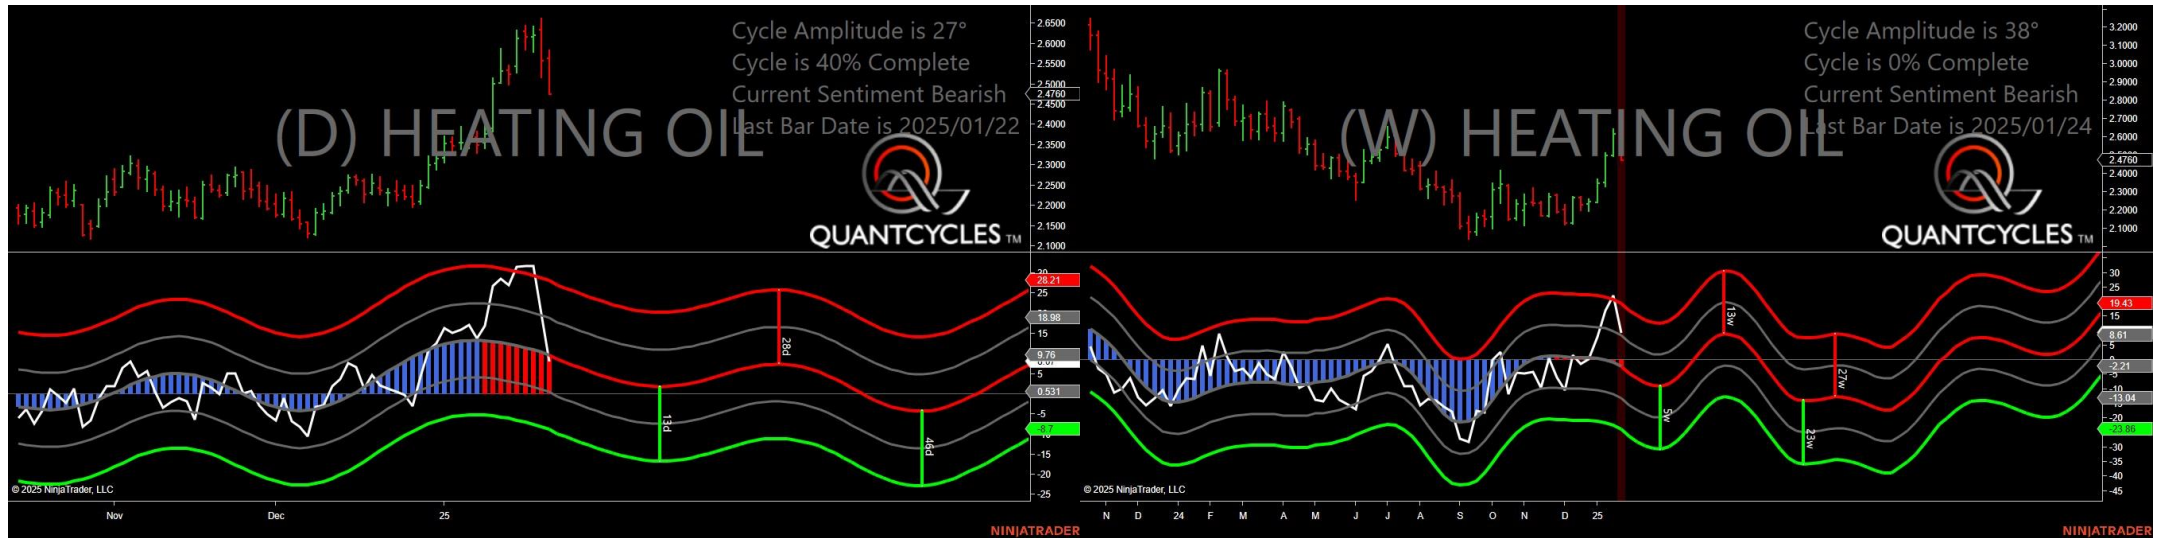 Cycle Amplitude is 27°
Cycle is 40% Complete
Current Sentiment Bearish
Last Bar Date is 2025/01/22
(D) HEATING OIL
QUANTCYCLES TM
2.6500
2.6000
2.5500
2.5000
2.4760
2.4500
2.4000
2.3500
2.3000
2.2500
2.2000
2.1500
2.1000
28.21
25
18.98
15
9.76
5
0.531
-5
-8.7
-15
-20
-25
13d
28d
46d
© 2025 NinjaTrader, LLC
Nov
Dec
25
NINJATRADER
Cycle Amplitude is 38°
Cycle is 0% Complete
Current Sentiment Bearish
Last Bar Date is 2025/01/24
(W) HEATING OIL
QUANTCYCLES TM
3.2000
3.1000
3.0000
2.9000
2.8000
2.7000
2.6000
2.4760
2.4000
2.3000
2.2000
2.1000
30
25
19.43
15
8.61
5
-2.21
-5
-10
-13.04
-20
-23.86
-30
-35
-40
-45
5w
13w
23w
27w
© 2025 NinjaTrader, LLC
N D 24 F M A M J J A S O N D 25
NINJATRADER